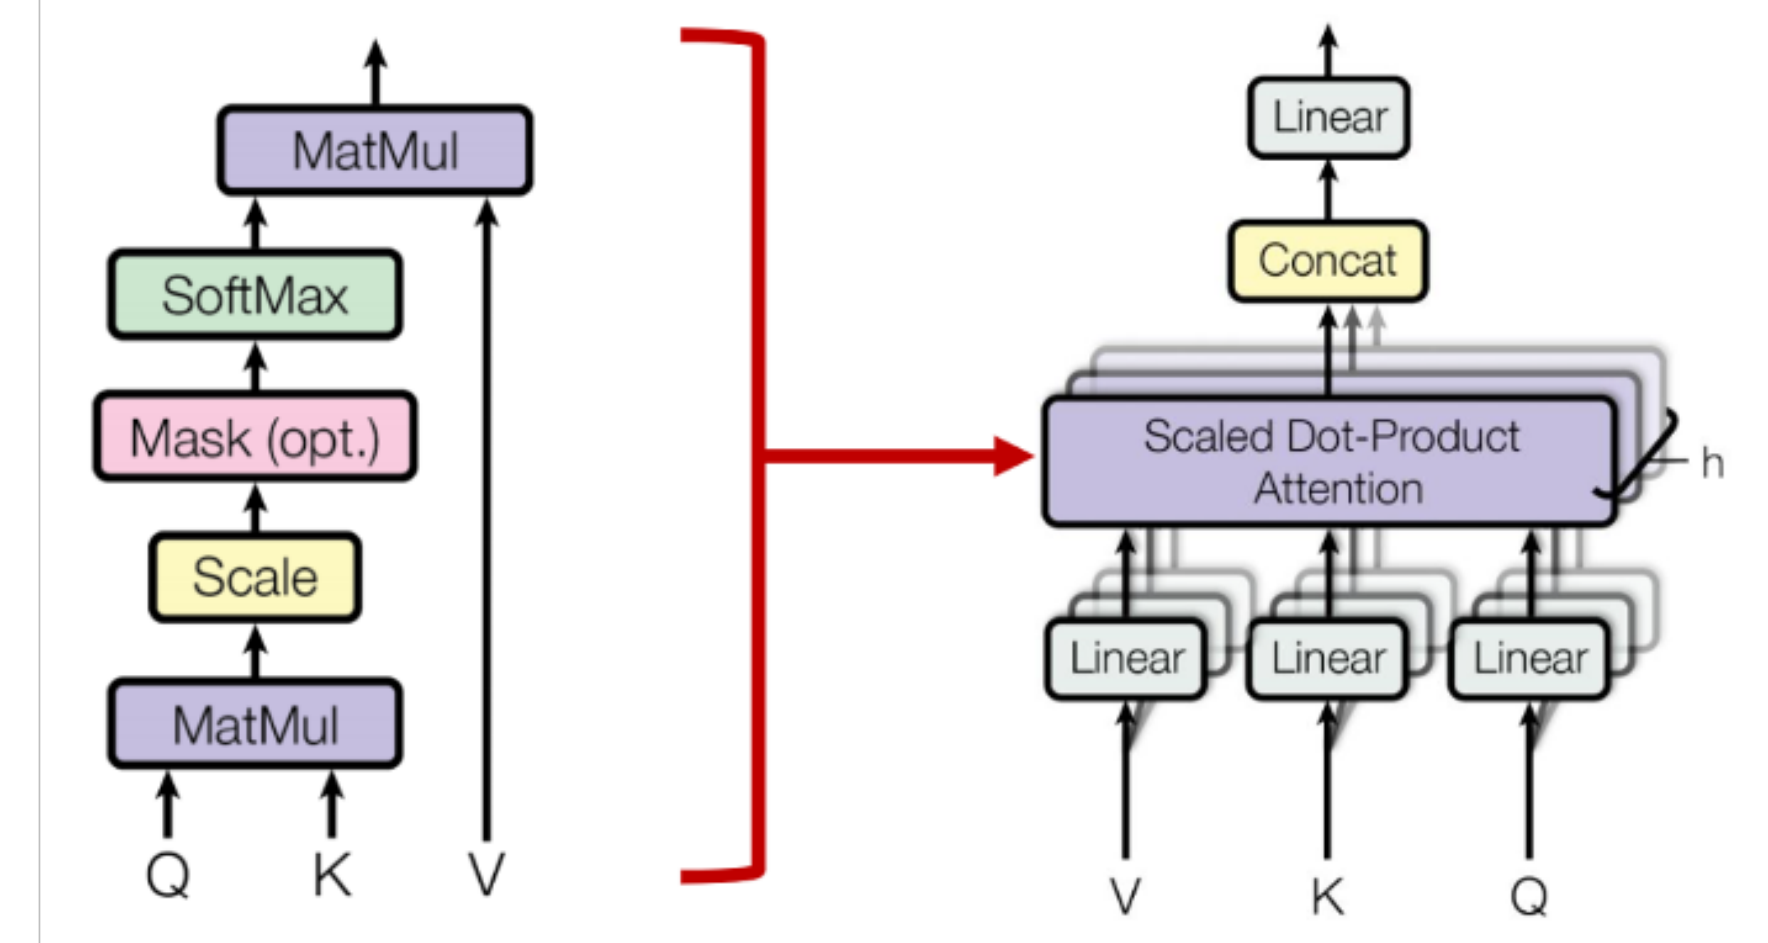 MatMul
SoftMax
Mask (opt.)
Scale
MatMul
Q K V
Linear
Concat
Scaled Dot-Product
Attention
h
Linear Linear Linear
V K Q